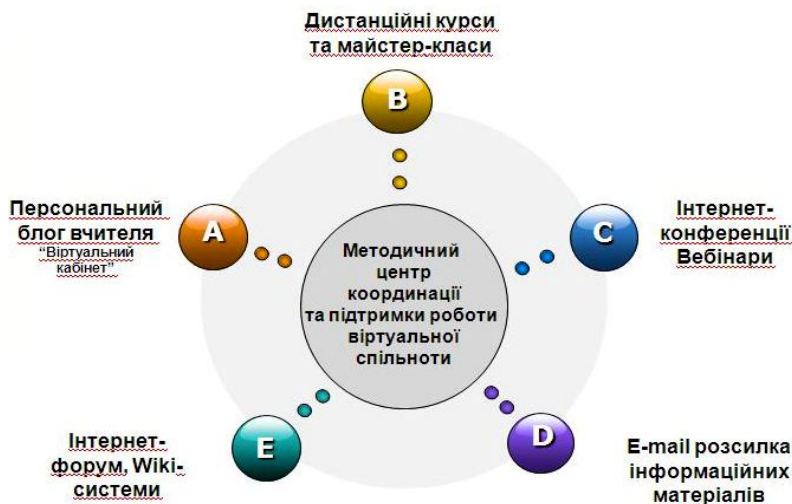 Дистанційні курси
та майстер-класи
B
Персональний
блог вчителя
“Віртуальний
кабінет”
A
C
Інтернет-
конференції
Вебінари
Методичний
центр
координації
та підтримки роботи
віртуальної
спільноти
Інтернет-
форум, Wiki-
системи
E
D
E-mail розсилка
інформаційних
матеріалів